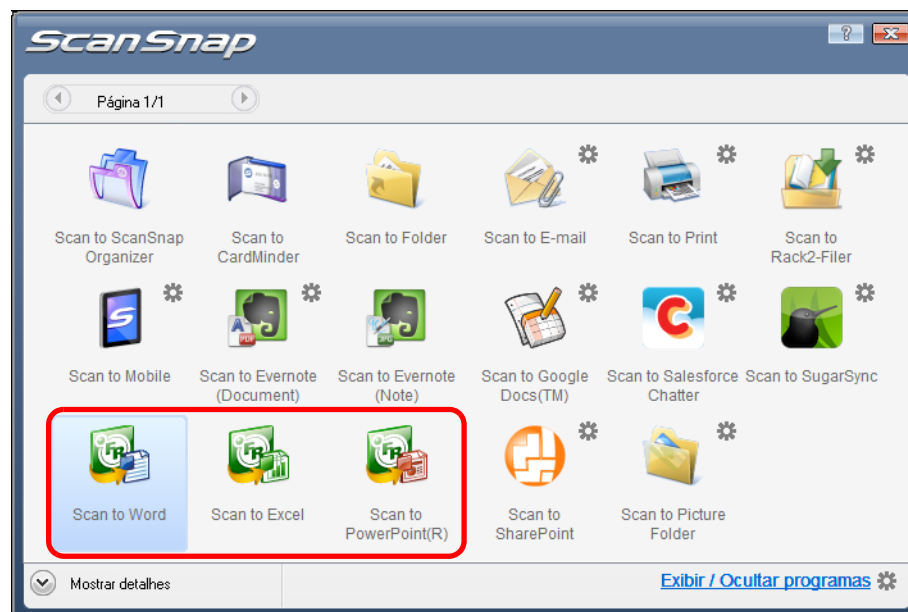 ScanSnap
Página 1/1
Scan to ScanSnap
Organizer
Scan to
CardMinder
Scan to Folder
Scan to E-mail
Scan to Print
Scan to
Rack2-Filer
Scan to Mobile
Scan to Evernote
(Document)
Scan to Evernote
(Note)
Scan to Google
Docs(TM)
Scan to Salesforce
Chatter
Scan to SugarSync
Scan to Word
Scan to Excel
Scan to
PowerPoint(R)
Scan to
SharePoint
Scan to Picture
Folder
Mostrar detalhes
Exibir / Ocultar programas